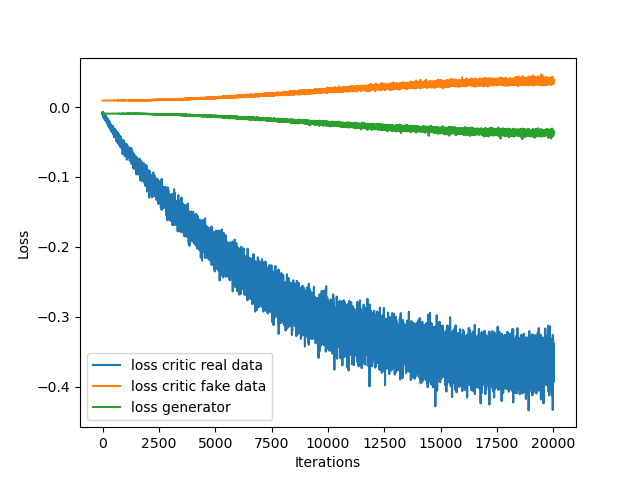 0.0
−0.1
−0.2
−0.3
−0.4
Loss
loss critic real data
loss critic fake data
loss generator
0 2500 5000 7500 10000 12500 15000 17500 20000
Iterations